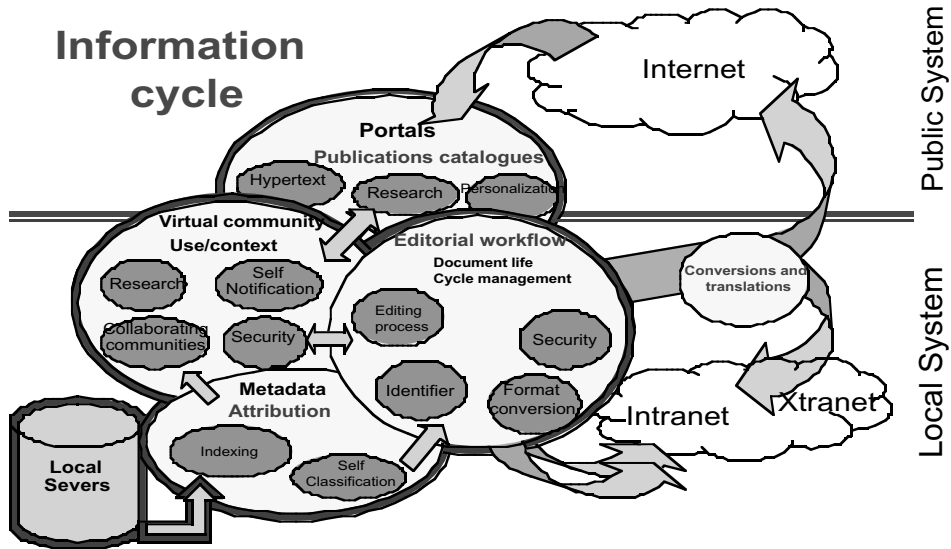 Information
cycle
Internet
Public System
Portals
Publications catalogues
Hypertext
Research
Personalization
Virtual community
Use/context
Research
Self
Notification
Collaborating
communities
Security
Editorial workflow
Document life
Cycle management
Editing
process
Security
Identifier
Format
conversion
Conversions and
translations
Metadata
Attribution
Indexing
Self
Classification
Local
Severs
Intranet
Xtranet
Local System